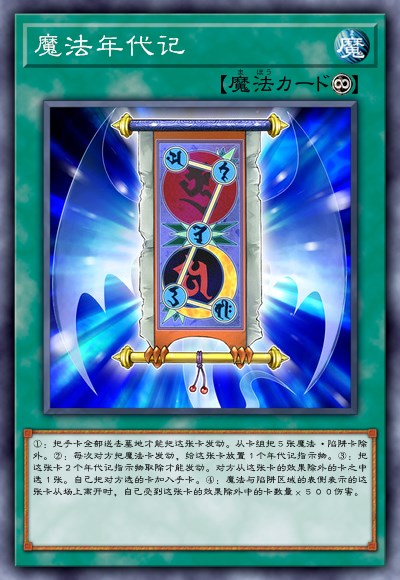 魔法年代记
魔
【魔法カード】
まほう
①：把手卡全部送去墓地才能把这张卡发动。从卡组把5张魔法·陷阱卡除
外。②：每次对方把魔法卡发动，给这张卡放置1个年代记指示物。③：把
这张卡2个年代记指示物取除才能发动。对方从这张卡的效果除外的卡之中
选1张。自己把对方选的卡加入手卡。④：魔法与陷阱区域的表侧表示的这
张卡从场上离开时，自己受到这张卡的效果除外中的卡数量×500伤害。